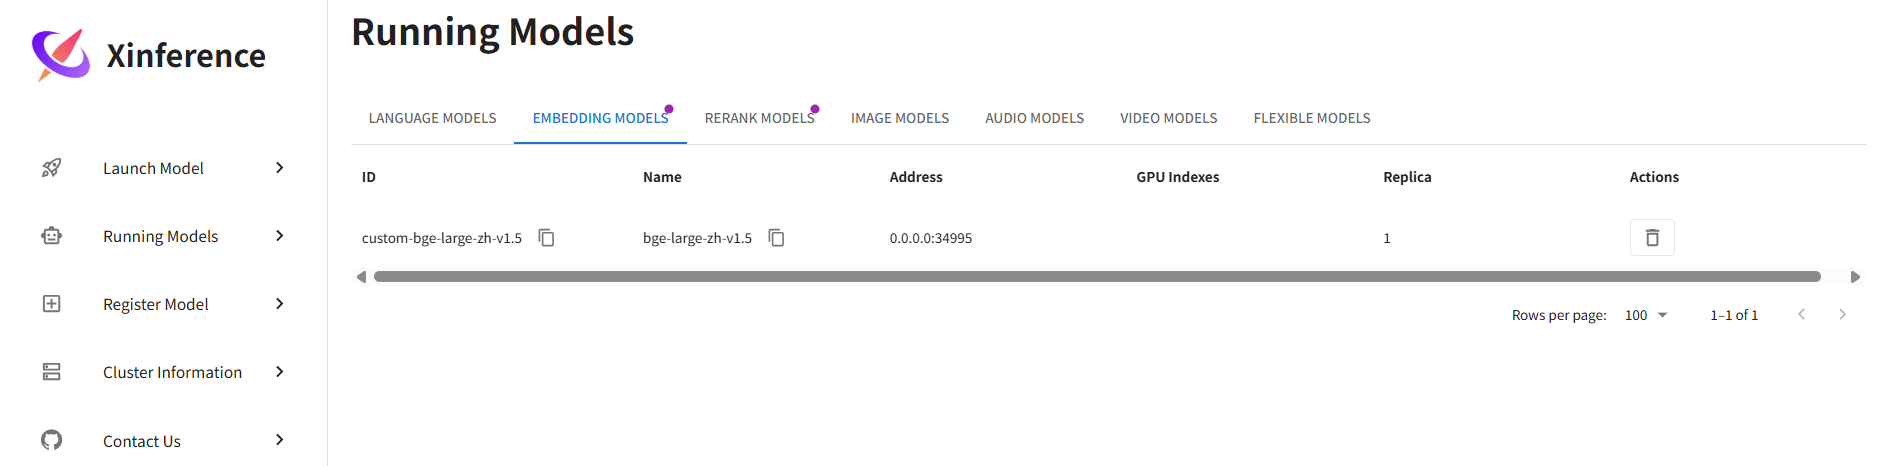 Xinference
Launch Model
Running Models
Register Model
Cluster Information
Contact Us
Running Models
LANGUAGE MODELS EMBEDDING MODELS RERANK MODELS IMAGE MODELS AUDIO MODELS VIDEO MODELS FLEXIBLE MODELS
ID Name Address GPU Indexes Replica Actions
custom-bge-large-zh-v1.5 bge-large-zh-v1.5 0.0.0.0:34995 1
Rows per page: 100 1–1 of 1